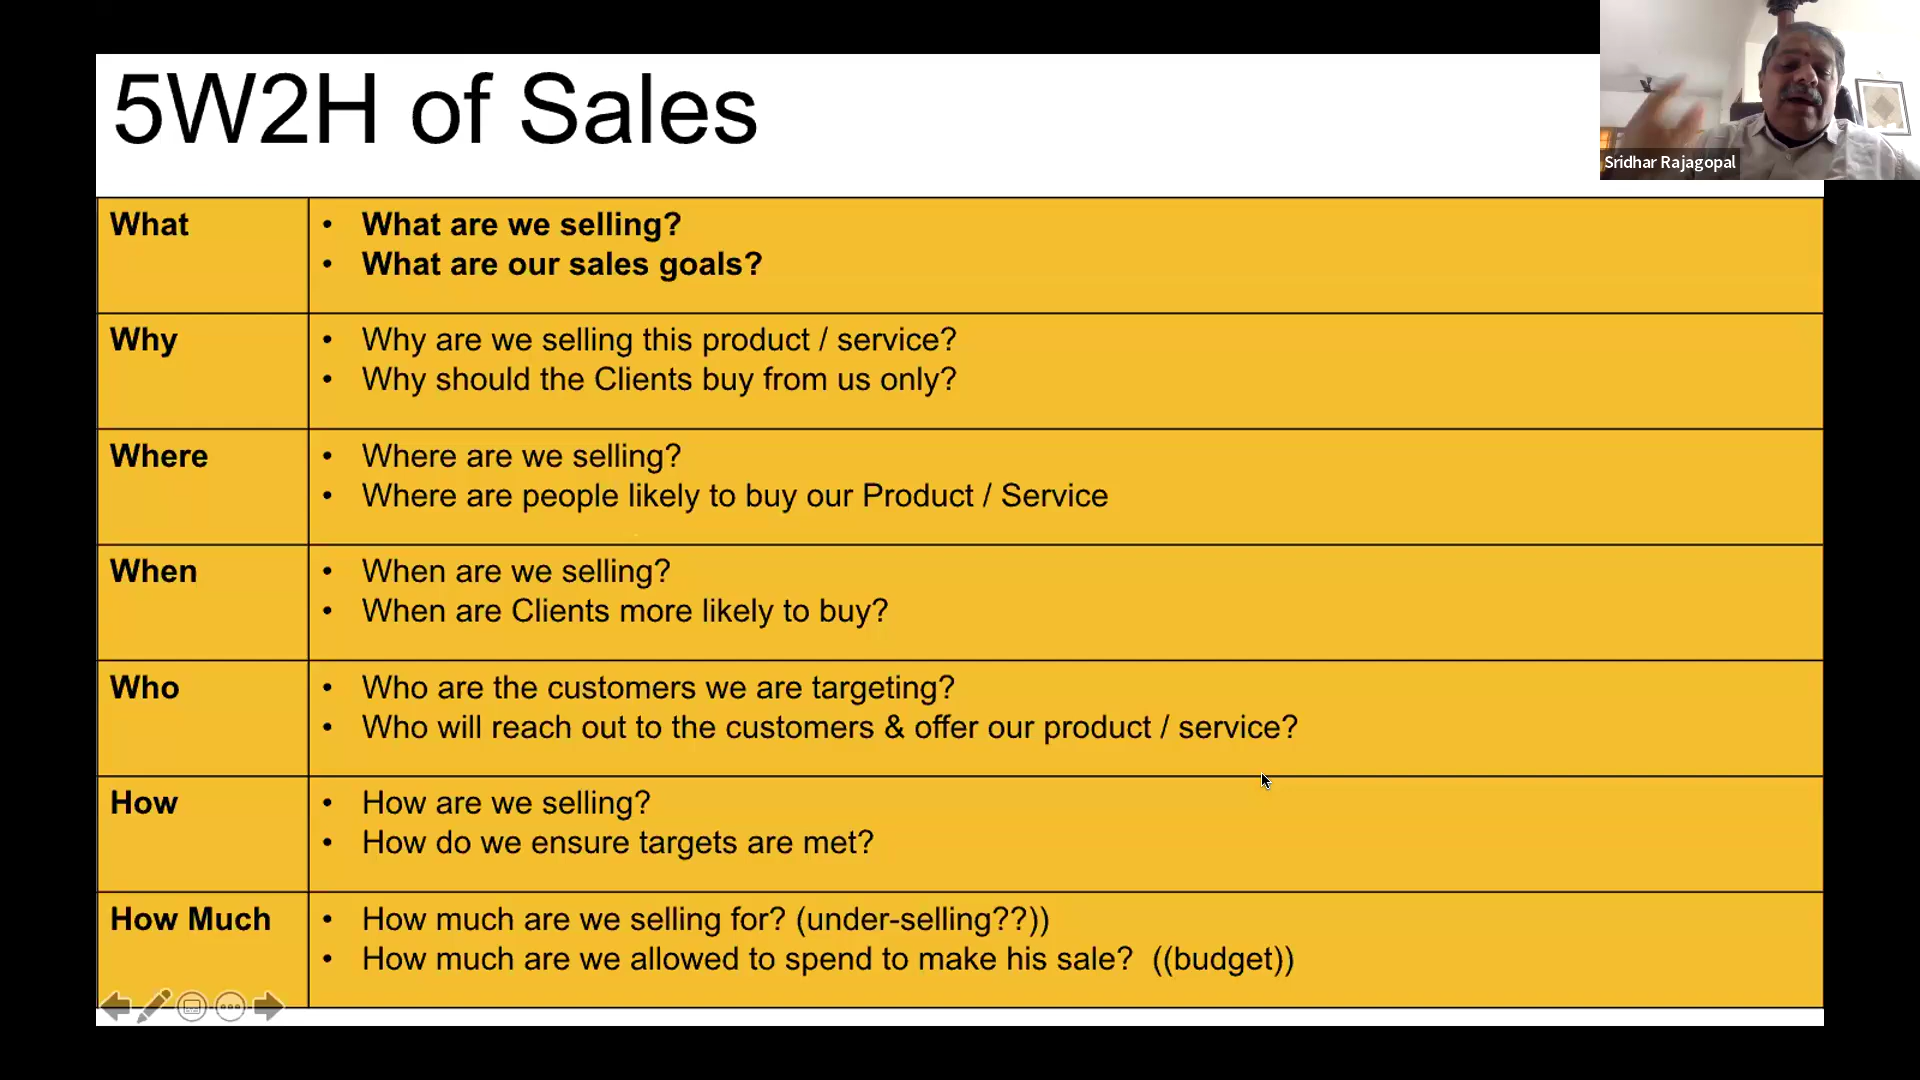 5W2H of Sales
Sridhar Rajagopal
What
• What are we selling?
• What are our sales goals?
Why
• Why are we selling this product / service?
• Why should the Clients buy from us only?
Where
• Where are we selling?
• Where are people likely to buy our Product / Service
When
• When are we selling?
• When are Clients more likely to buy?
Who
• Who are the customers we are targeting?
• Who will reach out to the customers & offer our product / service?
How
• How are we selling?
• How do we ensure targets are met?
How Much
• How much are we selling for? (under-selling??))
• How much are we allowed to spend to make his sale? ((budget))